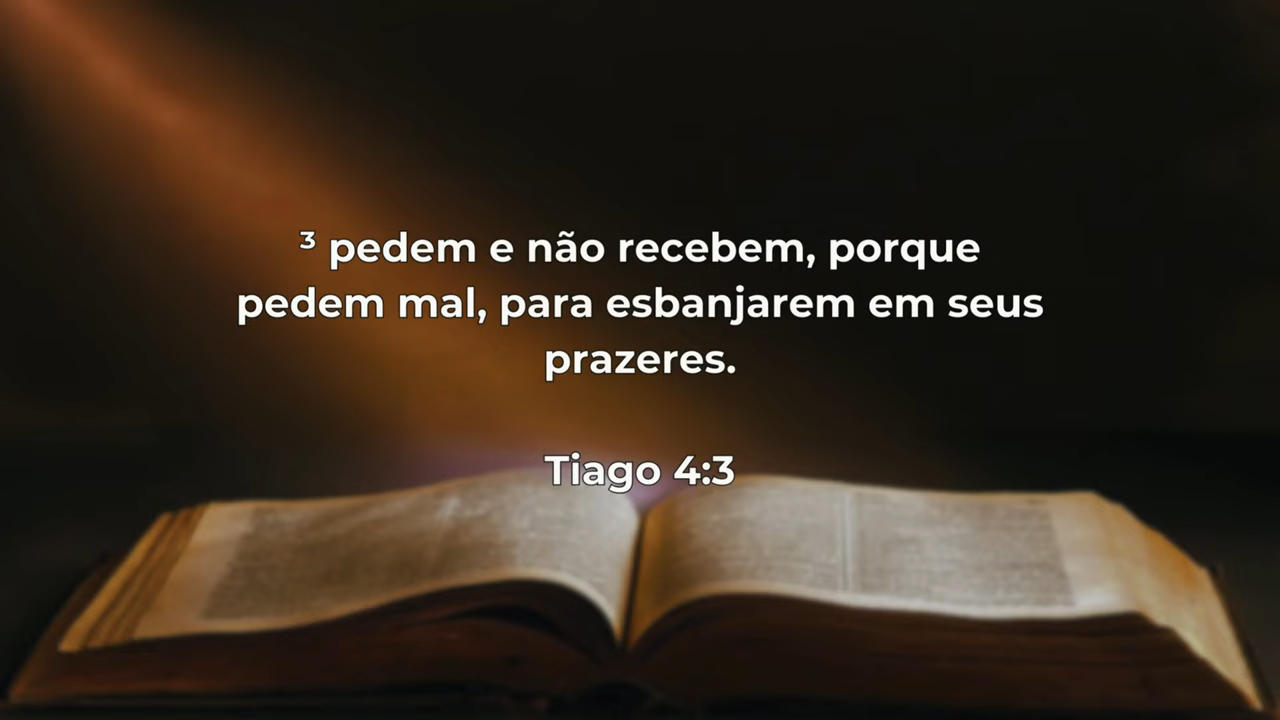 ³ pedem e não recebem, porque
pedem mal, para esbanjarem em seus
prazeres.
Tiago 4:3